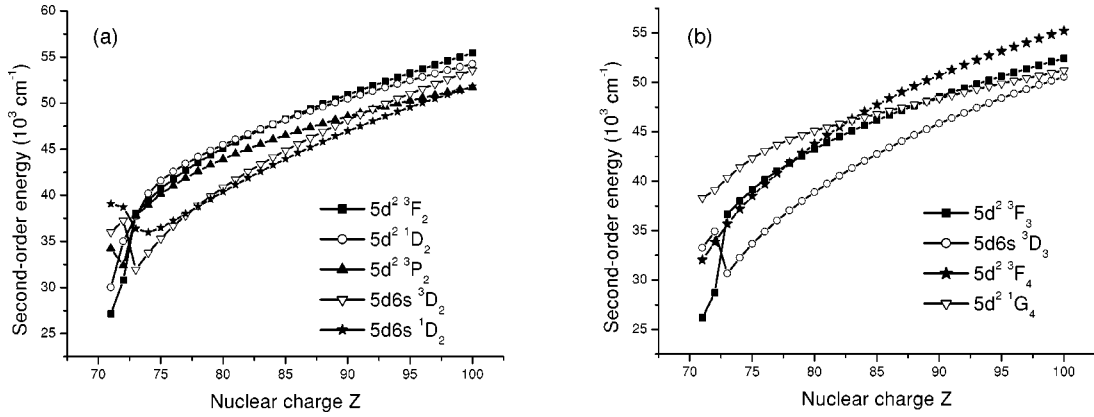 (a)
Second-order energy (10³ cm⁻¹)
60
55
50
45
40
35
30
25
5d² ³F₂
5d² ¹D₂
5d² ³P₂
5d6s ³D₂
5d6s ¹D₂
70 75 80 85 90 95 100
Nuclear charge Z
(b)
Second-order energy (10³ cm⁻¹)
55
50
45
40
35
30
25
5d² ³F₃
5d6s ³D₃
5d² ³F₄
5d² ¹G₄
70 75 80 85 90 95 100
Nuclear charge Z